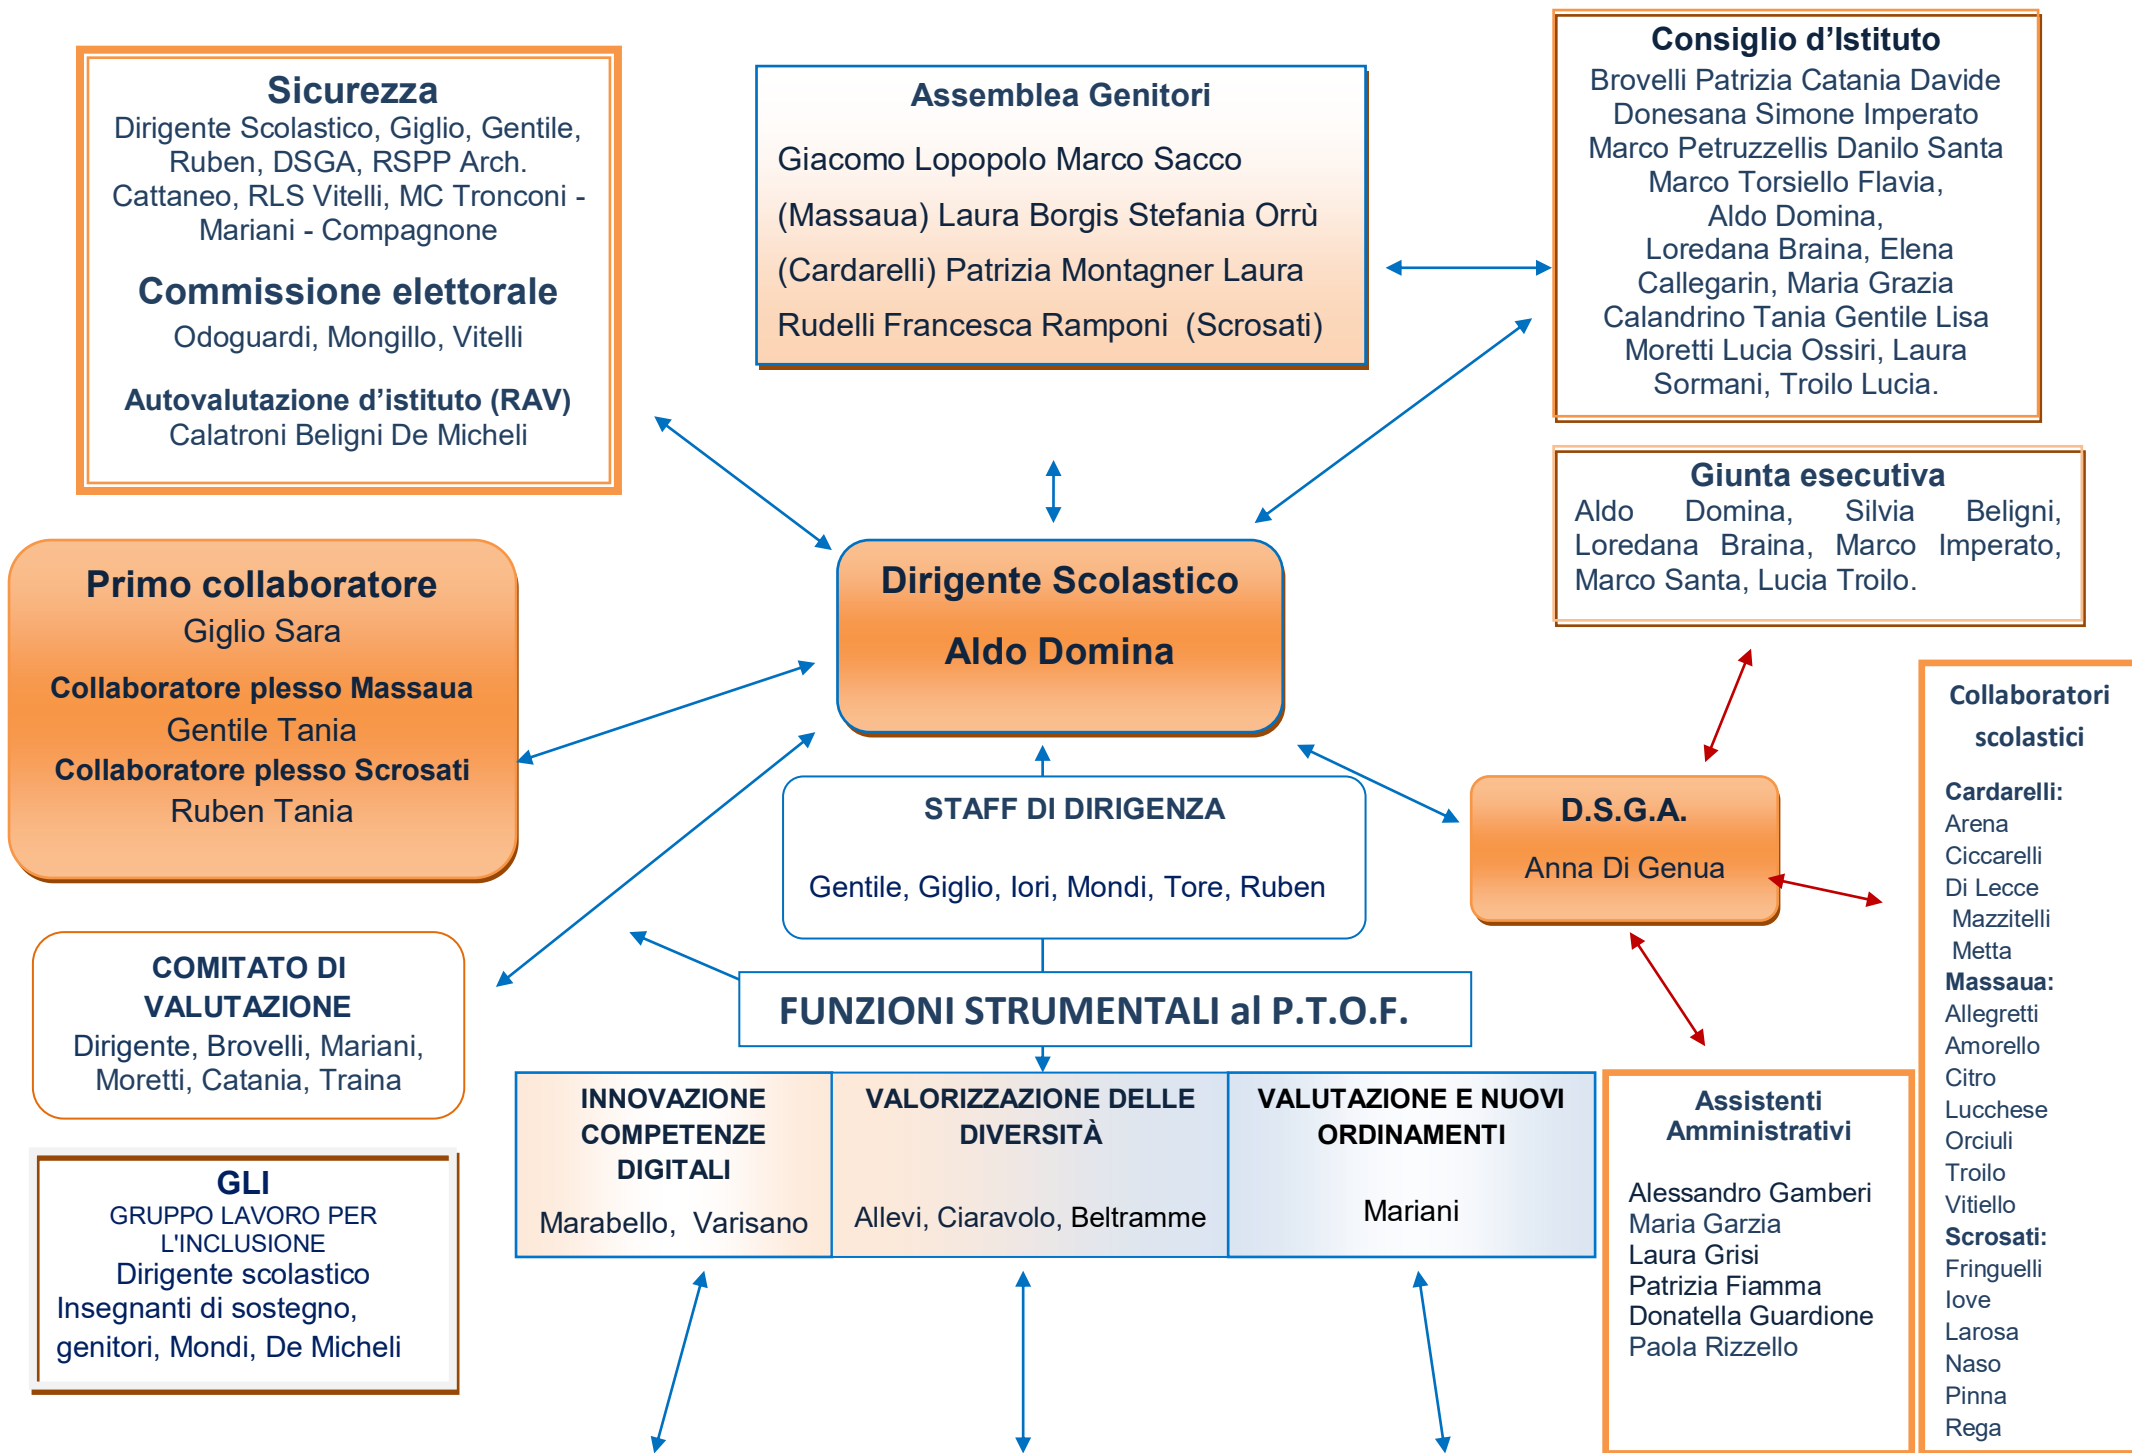 Sicurezza
Dirigente Scolastico, Giglio, Gentile,
Ruben, DSGA, RSPP Arch.
Cattaneo, RLS Vitelli, MC Tronconi -
Mariani - Compagnone
Commissione elettorale
Odoguardi, Mongillo, Vitelli
Autovalutazione d’istituto (RAV)
Calatroni Beligni De Micheli
Assemblea Genitori
Giacomo Lopopolo Marco Sacco
(Massaua) Laura Borgis Stefania Orrù
(Cardarelli) Patrizia Montagner Laura
Rudelli Francesca Ramponi (Scrosati)
Consiglio d’Istituto
Brovelli Patrizia Catania Davide
Donesana Simone Imperato
Marco Petruzzellis Danilo Santa
Marco Torsiello Flavia,
Aldo Domina,
Loredana Braina, Elena
Callegarin, Maria Grazia
Calandrino Tania Gentile Lisa
Moretti Lucia Ossiri, Laura
Sormani, Troilo Lucia.
Giunta esecutiva
Aldo Domina, Silvia Beligni,
Loredana Braina, Marco Imperato,
Marco Santa, Lucia Troilo.
Primo collaboratore
Giglio Sara
Collaboratore plesso Massaua
Gentile Tania
Collaboratore plesso Scrosati
Ruben Tania
Dirigente Scolastico
Aldo Domina
STAFF DI DIRIGENZA
Gentile, Giglio, Iori, Mondi, Tore, Ruben
D.S.G.A.
Anna Di Genua
Collaboratori
scolastici
Cardarelli:
Arena
Ciccarelli
Di Lecce
Mazzitelli
Metta
Massaua:
Allegretti
Amorello
Citro
Lucchese
Orciuli
Troilo
Vitiello
Scrosati:
Fringuelli
Iove
Larosa
Naso
Pinna
Rega
COMITATO DI
VALUTAZIONE
Dirigente, Brovelli, Mariani,
Moretti, Catania, Traina
FUNZIONI STRUMENTALI al P.T.O.F.
INNOVAZIONE
COMPETENZE
DIGITALI
Marabello, Varisano
VALORIZZAZIONE DELLE
DIVERSITÀ
Allevi, Ciaravolo, Beltramme
VALUTAZIONE E NUOVI
ORDINAMENTI
Mariani
Assistenti
Amministrativi
Alessandro Gamberi
Maria Garzia
Laura Grisi
Patrizia Fiamma
Donatella Guardione
Paola Rizzello
GLI
GRUPPO LAVORO PER
L'INCLUSIONE
Dirigente scolastico
Insegnanti di sostegno,
genitori, Mondi, De Micheli